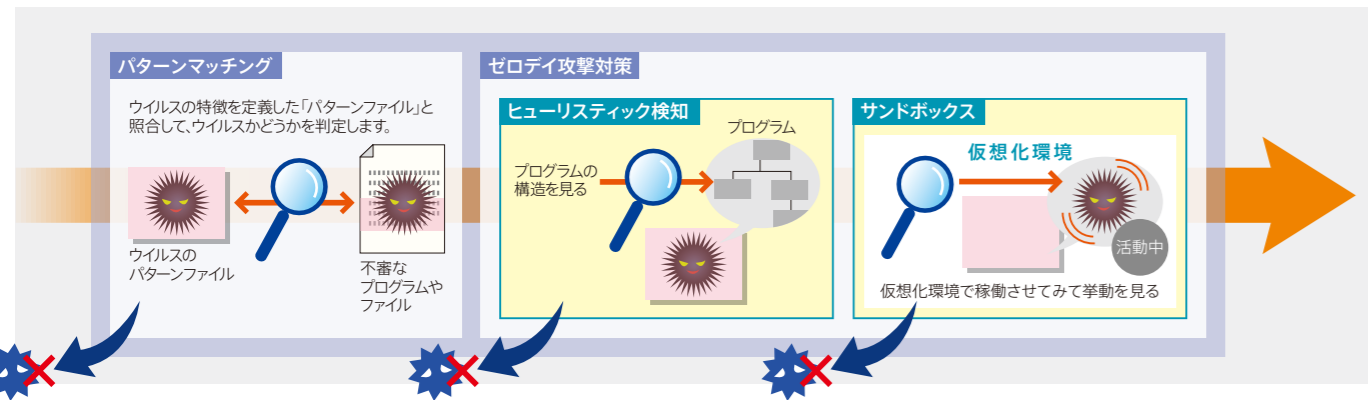 パターンマッチング
ウイルスの特徴を定義した「パターンファイル」と
照合して、ウイルスかどうかを判定します。
ウイルスの
パターンファイル
不審な
プログラムや
ファイル
ゼロデイ攻撃対策
ヒューリスティック検知
プログラム
プログラムの
構造を見る
サンドボックス
仮想化環境
活動中
仮想化環境で稼働させてみて挙動を見る